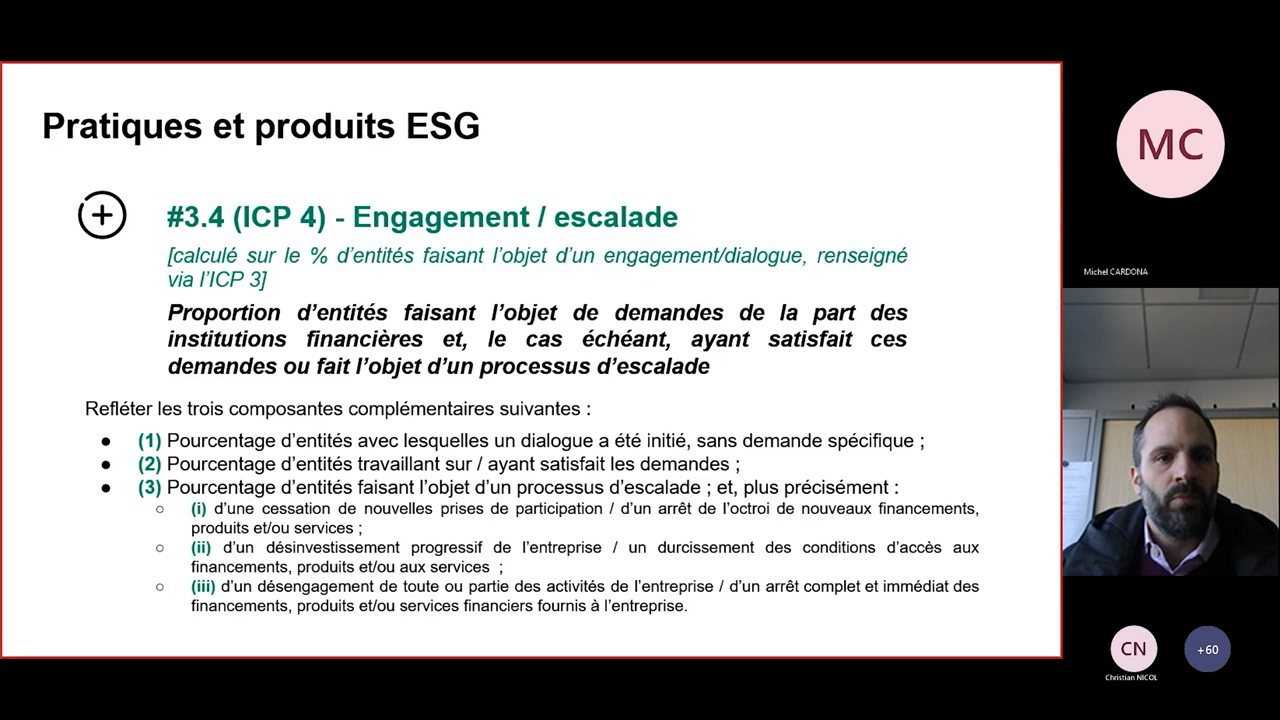 Pratiques et produits ESG
#3.4 (ICP 4) - Engagement / escalade
[calculé sur le % d’entités faisant l’objet d’un engagement/dialogue, renseigné
via l’ICP 3]
Proportion d’entités faisant l’objet de demandes de la part des
institutions financières et, le cas échéant, ayant satisfait ces
demandes ou fait l’objet d’un processus d’escalade
Refléter les trois composantes complémentaires suivantes :
● (1) Pourcentage d’entités avec lesquelles un dialogue a été initié, sans demande spécifique ;
● (2) Pourcentage d’entités travaillant sur / ayant satisfait les demandes ;
● (3) Pourcentage d’entités faisant l’objet d’un processus d’escalade ; et, plus précisément :
○ (i) d’une cessation de nouvelles prises de participation / d’un arrêt de l’octroi de nouveaux financements,
produits et/ou services ;
○ (ii) d’un désinvestissement progressif de l’entreprise / un durcissement des conditions d’accès aux
financements, produits et/ou aux services ;
○ (iii) d’un désengagement de toute ou partie des activités de l’entreprise / d’un arrêt complet et immédiat des
financements, produits et/ou services financiers fournis à l’entreprise.
MC
Michel CARDONA
CN
+60
Christian NICOL